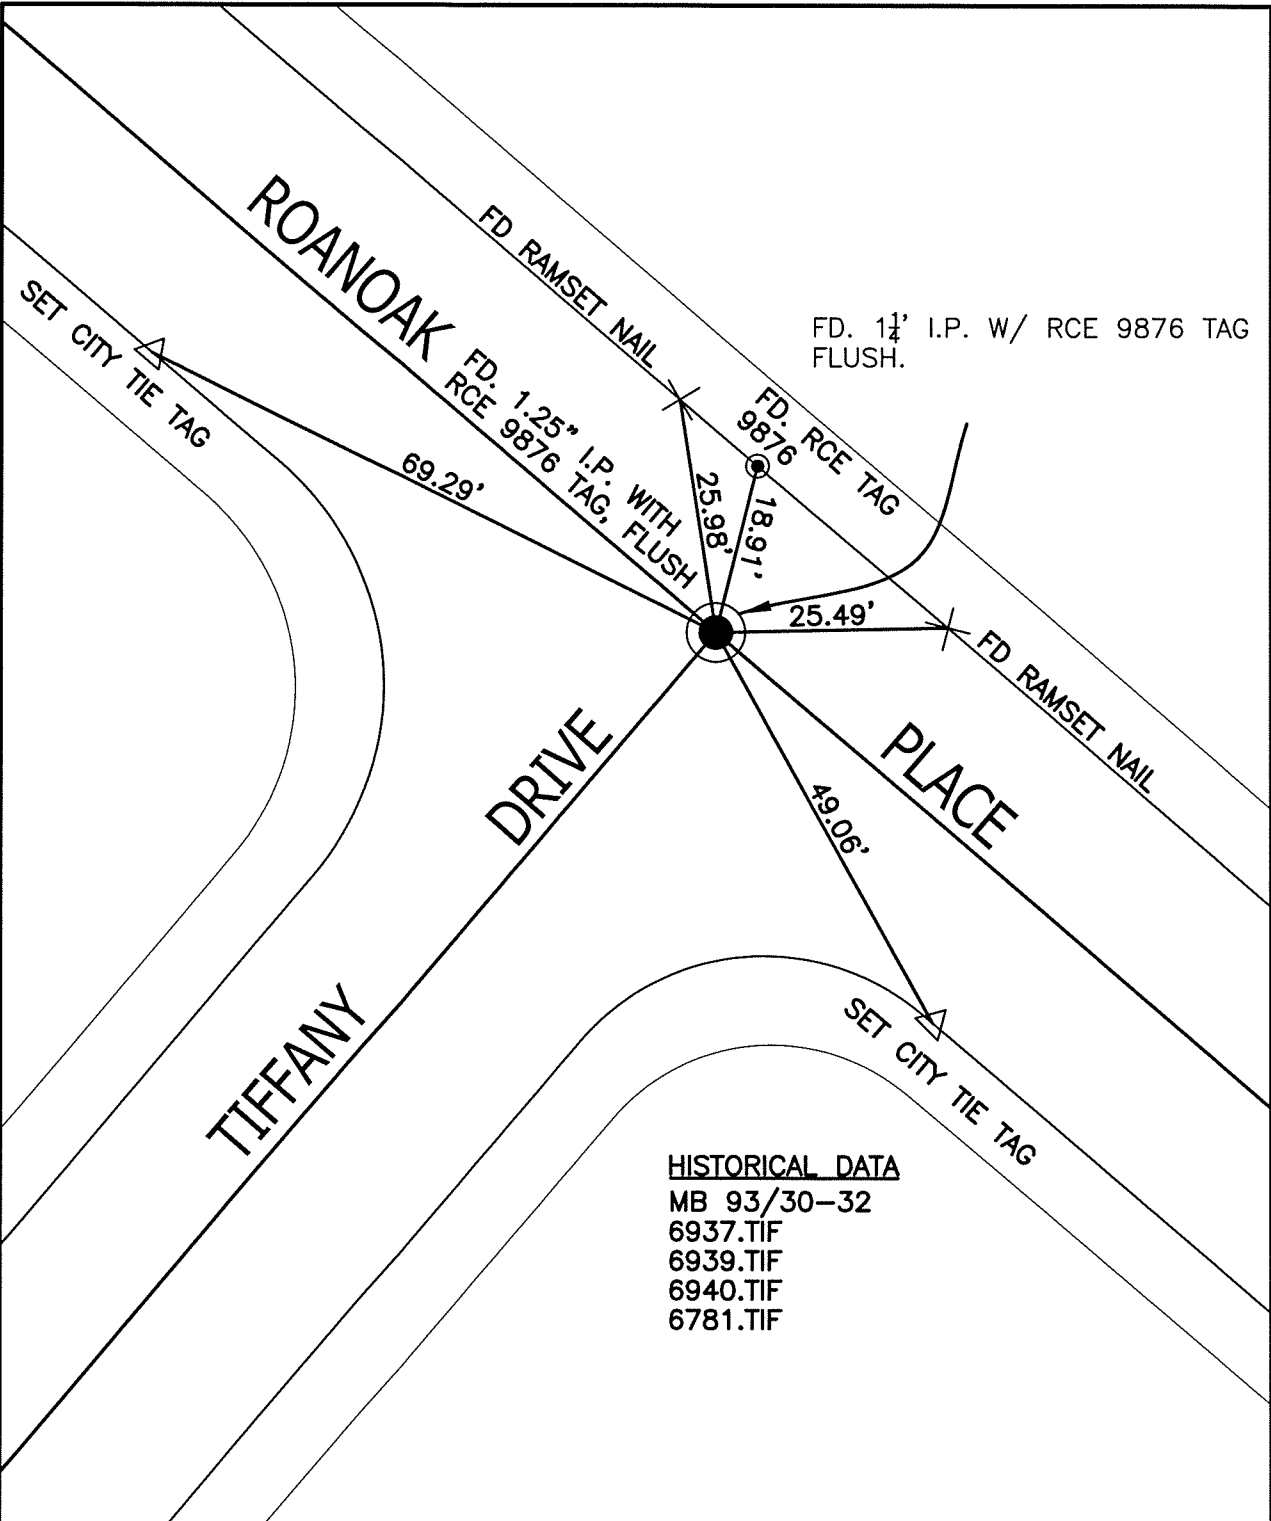 ROANOAK
FD RAMSET NAIL
SET CITY TIE TAG
FD. 1¼' I.P. W/ RCE 9876 TAG
FLUSH.
FD. 1.25" I.P. WITH
RCE 9876 TAG, FLUSH
FD. RCE TAG
9876
69.29'
25.98'
18.91'
25.49'
FD RAMSET NAIL
DRIVE
PLACE
49.06'
TIFFANY
SET CITY TIE TAG
HISTORICAL DATA
MB 93/30-32
6937.TIF
6939.TIF
6940.TIF
6781.TIF